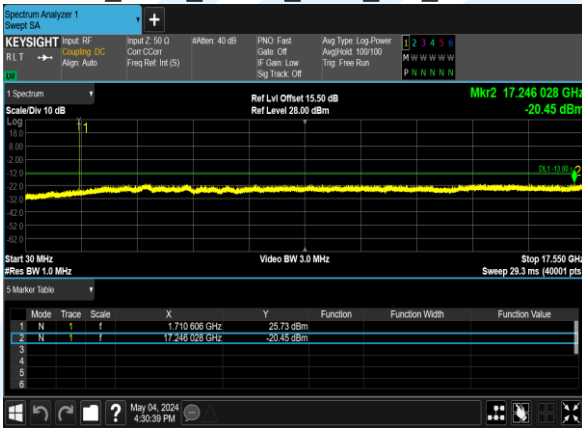 Spectrum Analyzer 1
Swept SA
+
KEYSIGHT Input: RF Input Z: 50 Ω #Atten: 40 dB PNO: Fast Avg Type: Log-Power 1 2 3 4 5 6
RLT Coupling: DC Corr CCorr Gate: Off Avg|Hold: 100/100 M W W W W W
Align: Auto Freq Ref: Int (S) IF Gain: Low Trig: Free Run
LU Sig Track: Off P N N N N N
1 Spectrum Ref Lvl Offset 15.50 dB Mkr2 17.246 028 GHz
Scale/Div 10 dB Ref Level 28.00 dBm -20.45 dBm
Log
1
18.0
8.00
-2.00
-12.0 DL1 -13.00
2
-22.0
-32.0
-42.0
-52.0
-62.0
Start 30 MHz Video BW 3.0 MHz Stop 17.550 GHz
#Res BW 1.0 MHz Sweep 29.3 ms (40001 pts
5 Marker Table
Mode Trace Scale X Y Function Function Width Function Value
1 N 1 f 1.710 606 GHz 25.73 dBm
2 N 1 f 17.246 028 GHz -20.45 dBm
3
4
5
6
? May 04, 2024
4:30:39 PM